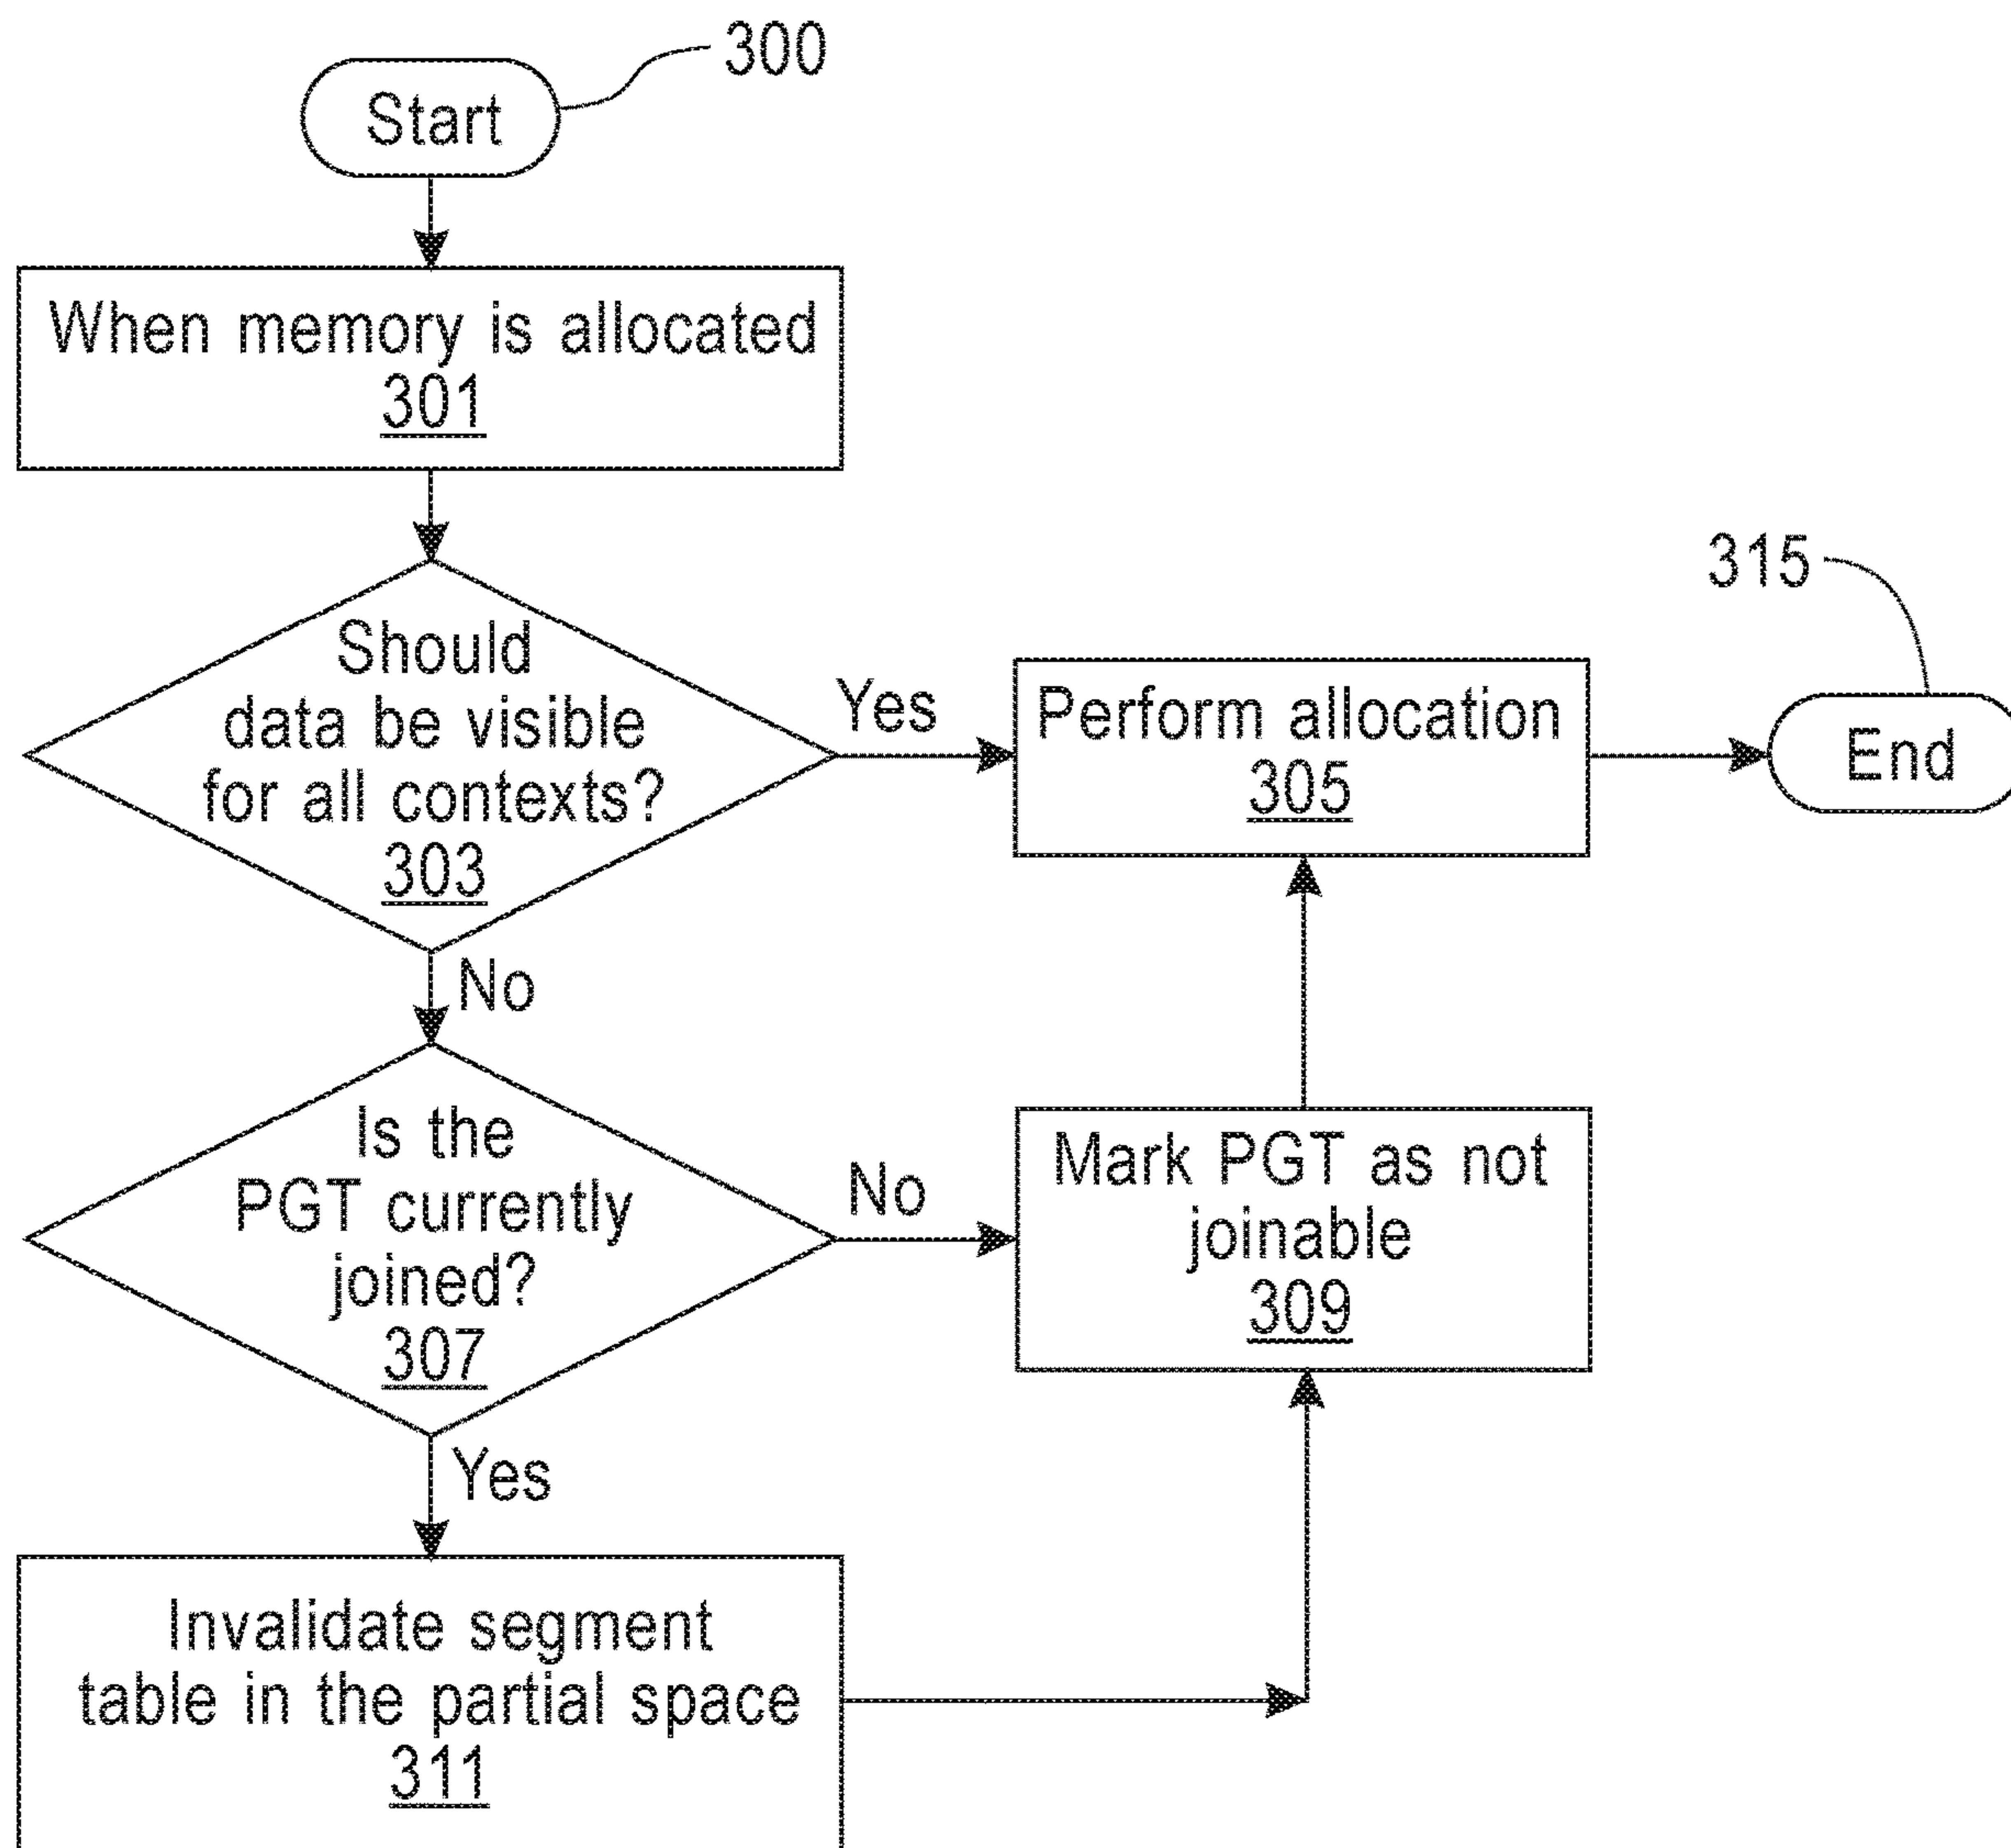 300
Start
When memory is allocated
301
Should
data be visible
for all contexts?
303
Yes
Perform allocation
305
315
End
No
Is the
PGT currently
joined?
307
No
Mark PGT as not
joinable
309
Yes
Invalidate segment
table in the partial space
311